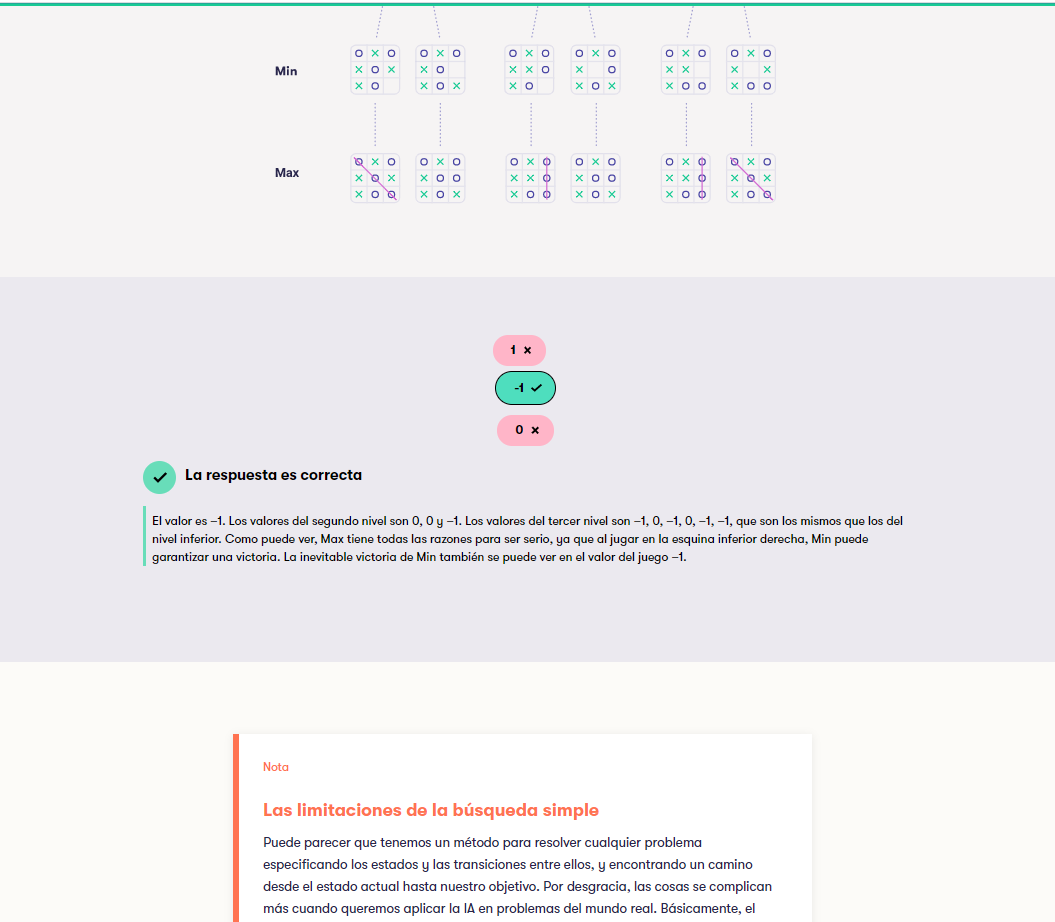 Min
O X O O X O O X O O X O O X O O X O
X O X X O X X O X O X X X X
X O X O X X O X O X X O O X O O
Max
O X O O X O O X O O X O O X O O X O
X O X X O O X X O X O O X X O X O X
X O O X O X X O O X O X X O O X O O
1 ×
-1 ✓
0 ×
La respuesta es correcta
El valor es –1. Los valores del segundo nivel son 0, 0 y –1. Los valores del tercer nivel son –1, 0, –1, 0, –1, –1, que son los mismos que los del
nivel inferior. Como puede ver, Max tiene todas las razones para ser serio, ya que al jugar en la esquina inferior derecha, Min puede
garantizar una victoria. La inevitable victoria de Min también se puede ver en el valor del juego –1.
Nota
Las limitaciones de la búsqueda simple
Puede parecer que tenemos un método para resolver cualquier problema
especificando los estados y las transiciones entre ellos, y encontrando un camino
desde el estado actual hasta nuestro objetivo. Por desgracia, las cosas se complican
más cuando queremos aplicar la IA en problemas del mundo real. Básicamente, el